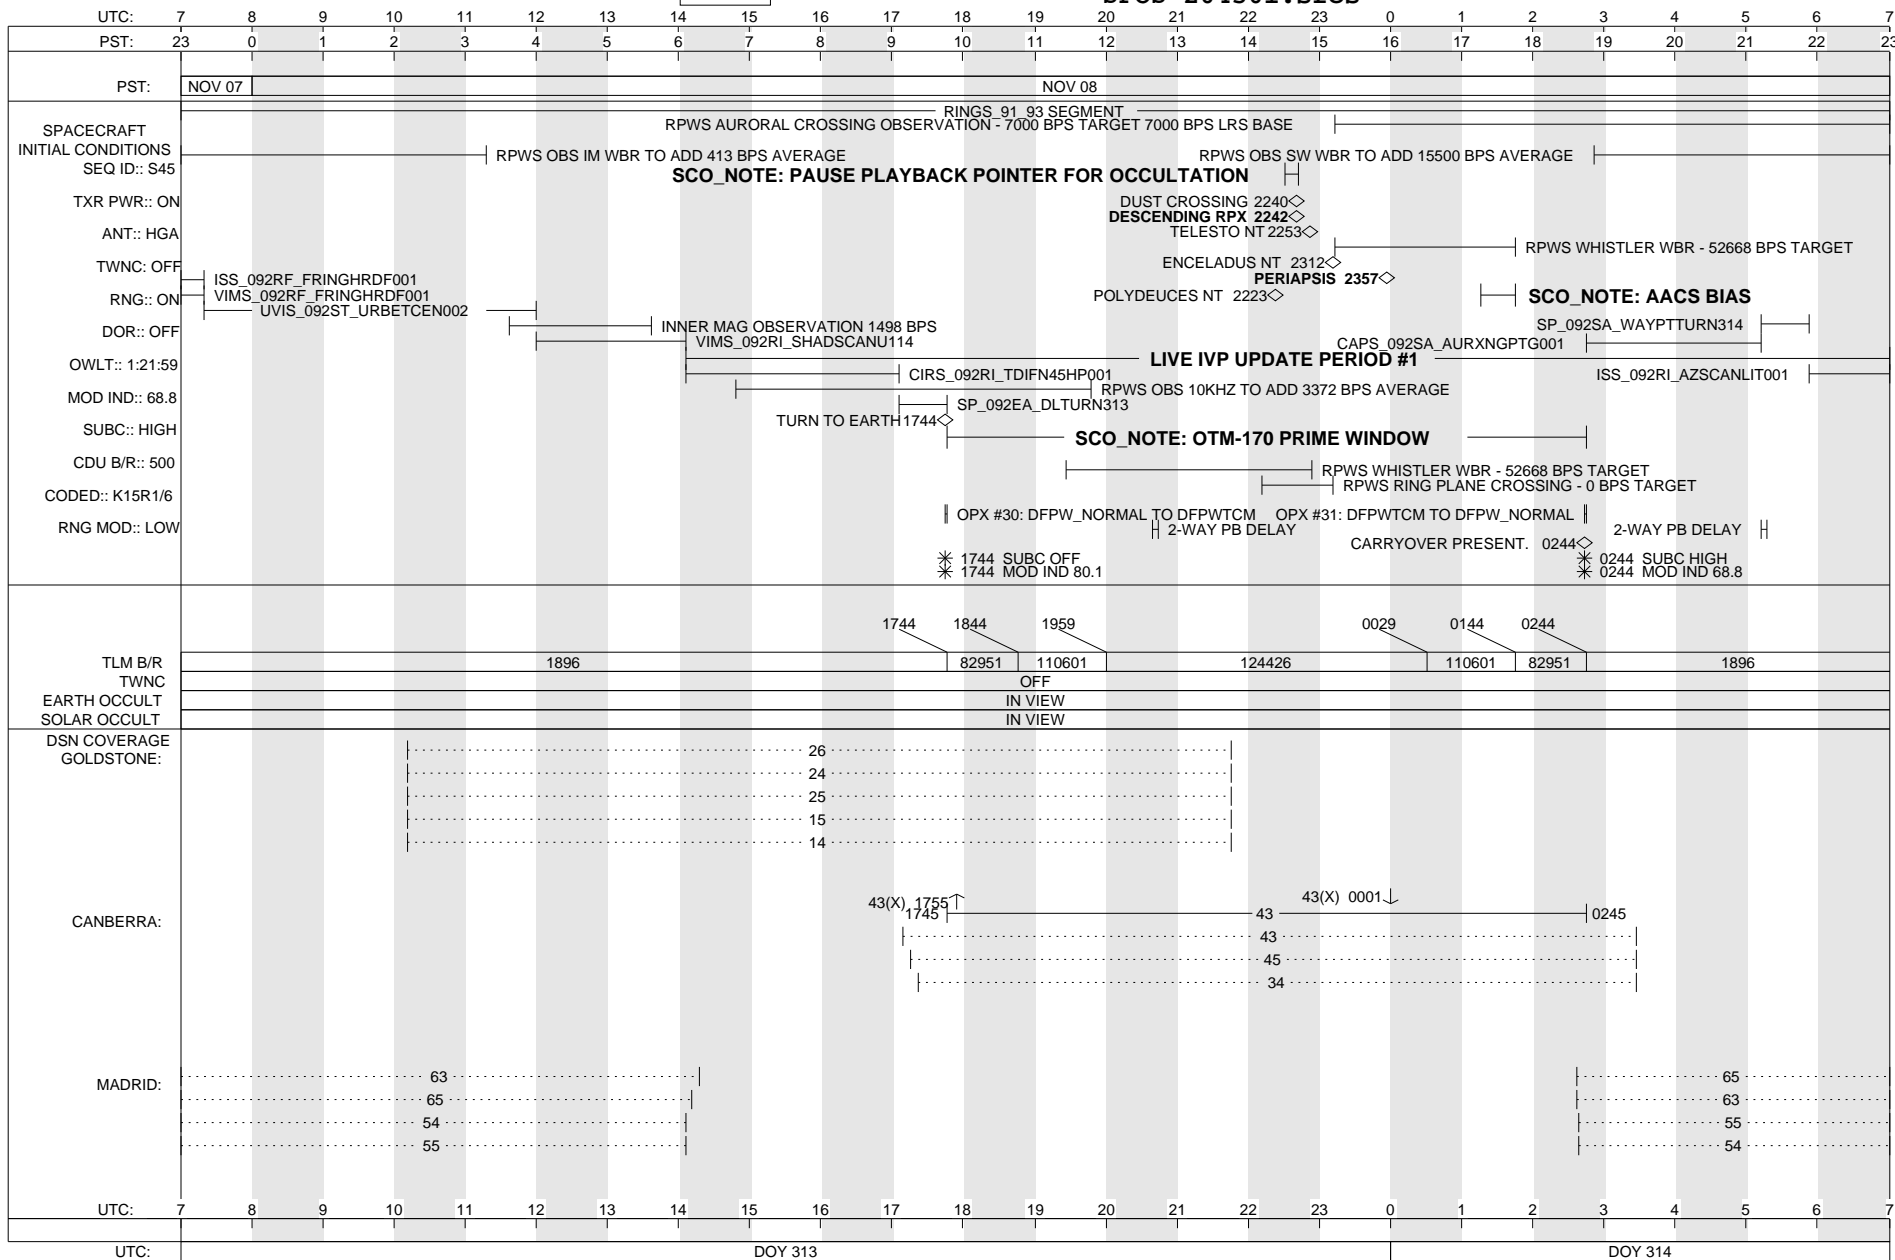 UTC: 7 8 9 10 11 12 13 14 15 16 17 18 19 20 21 22 23 0 1 2 3 4 5 6 7
PST: 23 0 1 2 3 4 5 6 7 8 9 10 11 12 13 14 15 16 17 18 19 20 21 22 23
PST: NOV 07 NOV 08
RINGS_91_93 SEGMENT
RPWS AURORAL CROSSING OBSERVATION - 7000 BPS TARGET 7000 BPS LRS BASE
SPACECRAFT
INITIAL CONDITIONS
RPWS OBS IM WBR TO ADD 413 BPS AVERAGE RPWS OBS SW WBR TO ADD 15500 BPS AVERAGE
SEQ ID:: S45
SCO_NOTE: PAUSE PLAYBACK POINTER FOR OCCULTATION
TXR PWR:: ON
DUST CROSSING 2240
DESCENDING RPX 2242
ANT:: HGA
TELESTO NT 2253
RPWS WHISTLER WBR - 52668 BPS TARGET
TWNC: OFF
ENCELADUS NT 2312
ISS_092RF_FRINGHRDF001
PERIAPSIS 2357
RNG:: ON
VIMS_092RF_FRINGHRDF001
POLYDEUCES NT 2223
SCO_NOTE: AACS BIAS
UVIS_092ST_URBETCEN002
DOR:: OFF
INNER MAG OBSERVATION 1498 BPS
SP_092SA_WAYPTTURN314
VIMS_092RI_SHADSCANU114
CAPS_092SA_AURXNGPTG001
OWLT:: 1:21:59
LIVE IVP UPDATE PERIOD #1
CIRS_092RI_TDIFN45HP001
ISS_092RI_AZSCANLIT001
MOD IND:: 68.8
RPWS OBS 10KHZ TO ADD 3372 BPS AVERAGE
SP_092EA_DLTURN313
TURN TO EARTH 1744
SUBC:: HIGH
SCO_NOTE: OTM-170 PRIME WINDOW
CDU B/R:: 500
RPWS WHISTLER WBR - 52668 BPS TARGET
RPWS RING PLANE CROSSING - 0 BPS TARGET
CODED:: K15R1/6
OPX #30: DFPW_NORMAL TO DFPWTCM OPX #31: DFPWTCM TO DFPW_NORMAL
RNG MOD:: LOW
2-WAY PB DELAY 2-WAY PB DELAY
CARRYOVER PRESENT. 0244
1744 SUBC OFF 0244 SUBC HIGH
1744 MOD IND 80.1 0244 MOD IND 68.8
1744 1844 1959 0029 0144 0244
TLM B/R 1896 82951 110601 124426 110601 82951 1896
TWNC OFF
EARTH OCCULT IN VIEW
SOLAR OCCULT IN VIEW
DSN COVERAGE
GOLDSTONE:
26
24
25
15
14
43(X) 1755 43(X) 0001
CANBERRA: 1745 43 0245
43
45
34
MADRID: 63 65
65 63
54 55
55 54
UTC: 7 8 9 10 11 12 13 14 15 16 17 18 19 20 21 22 23 0 1 2 3 4 5 6 7
UTC: DOY 313 DOY 314